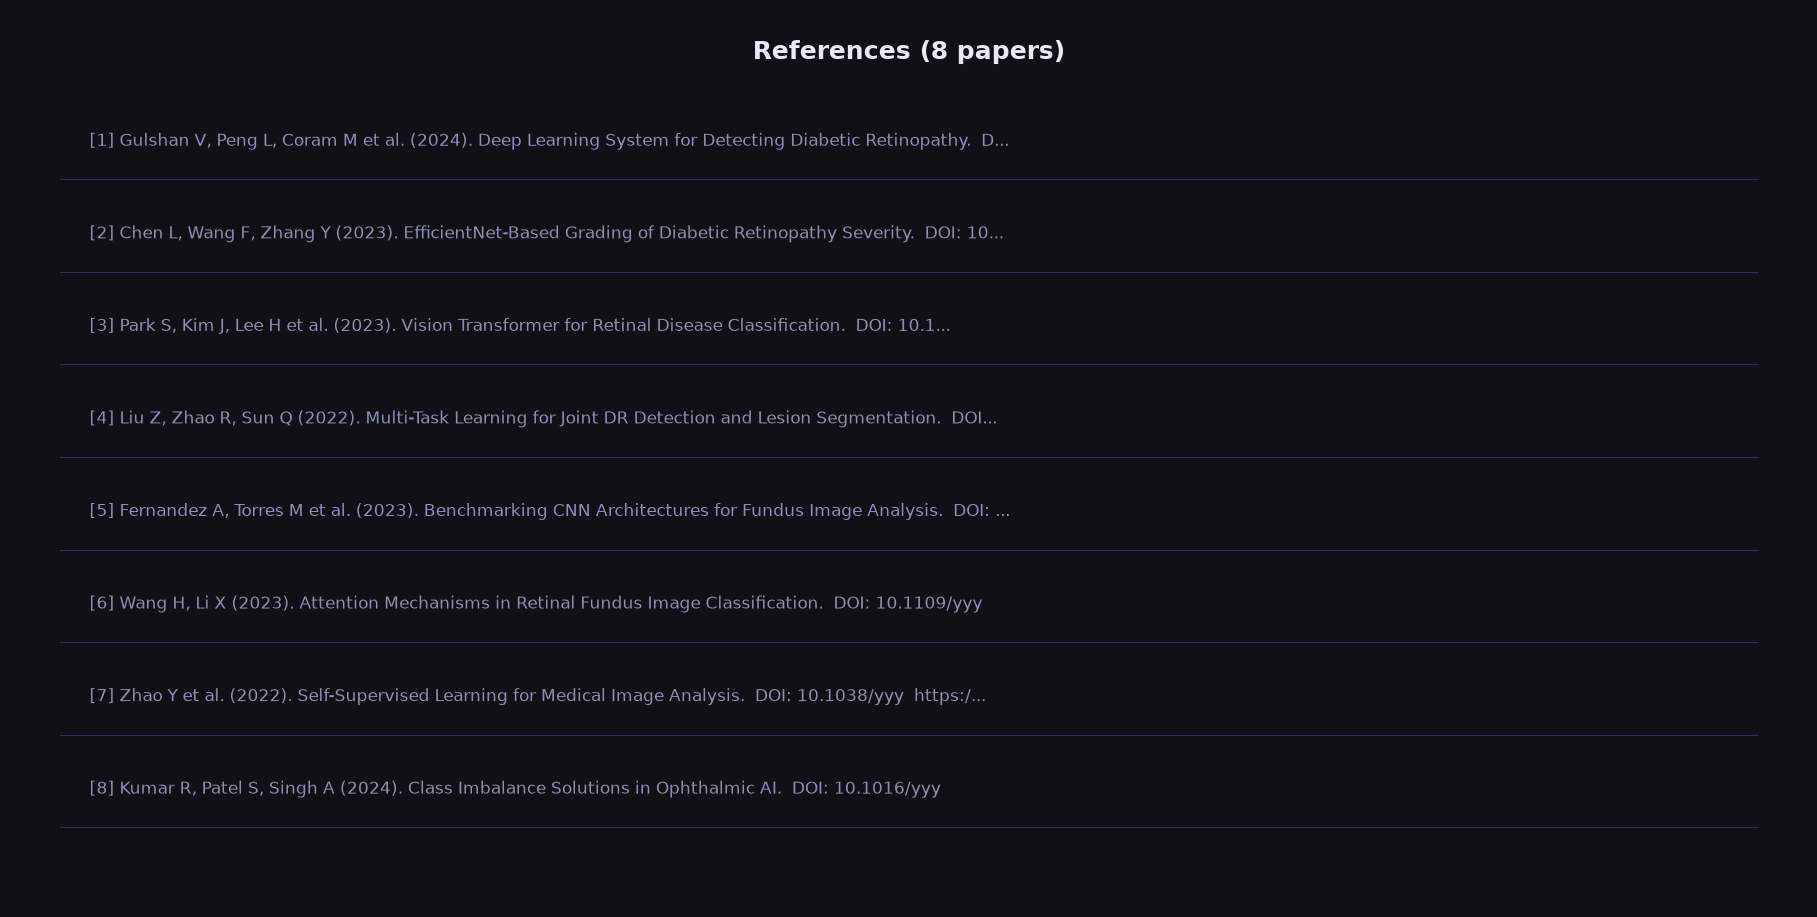 References (8 papers)
[1] Gulshan V, Peng L, Coram M et al. (2024). Deep Learning System for Detecting Diabetic Retinopathy.  D...
[2] Chen L, Wang F, Zhang Y (2023). EfficientNet-Based Grading of Diabetic Retinopathy Severity.  DOI: 10...
[3] Park S, Kim J, Lee H et al. (2023). Vision Transformer for Retinal Disease Classification.  DOI: 10.1...
[4] Liu Z, Zhao R, Sun Q (2022). Multi-Task Learning for Joint DR Detection and Lesion Segmentation.  DOI...
[5] Fernandez A, Torres M et al. (2023). Benchmarking CNN Architectures for Fundus Image Analysis.  DOI: ...
[6] Wang H, Li X (2023). Attention Mechanisms in Retinal Fundus Image Classification.  DOI: 10.1109/yyy
[7] Zhao Y et al. (2022). Self-Supervised Learning for Medical Image Analysis.  DOI: 10.1038/yyy  https:/...
[8] Kumar R, Patel S, Singh A (2024). Class Imbalance Solutions in Ophthalmic AI.  DOI: 10.1016/yyy